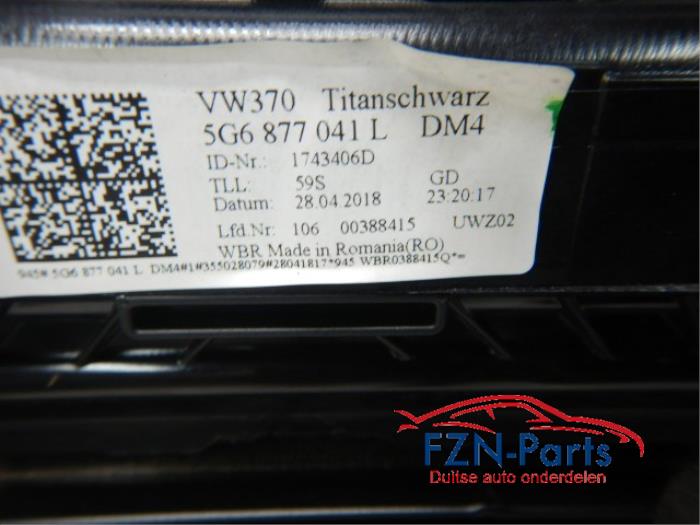 VW370 Titanschwarz
5G6 877 041 L DM4
ID-Nr.: 1743406D
TLL: 59S GD
Datum: 28.04.2018 23:20:17
Lfd.Nr: 106 00388415 UWZ02
WBR Made in Romania(RO)
945# 5G6 877 041 L DM4#1#355028079#28041817*945 WBR0388415Q*=
FZN-Parts
Duitse auto onderdelen